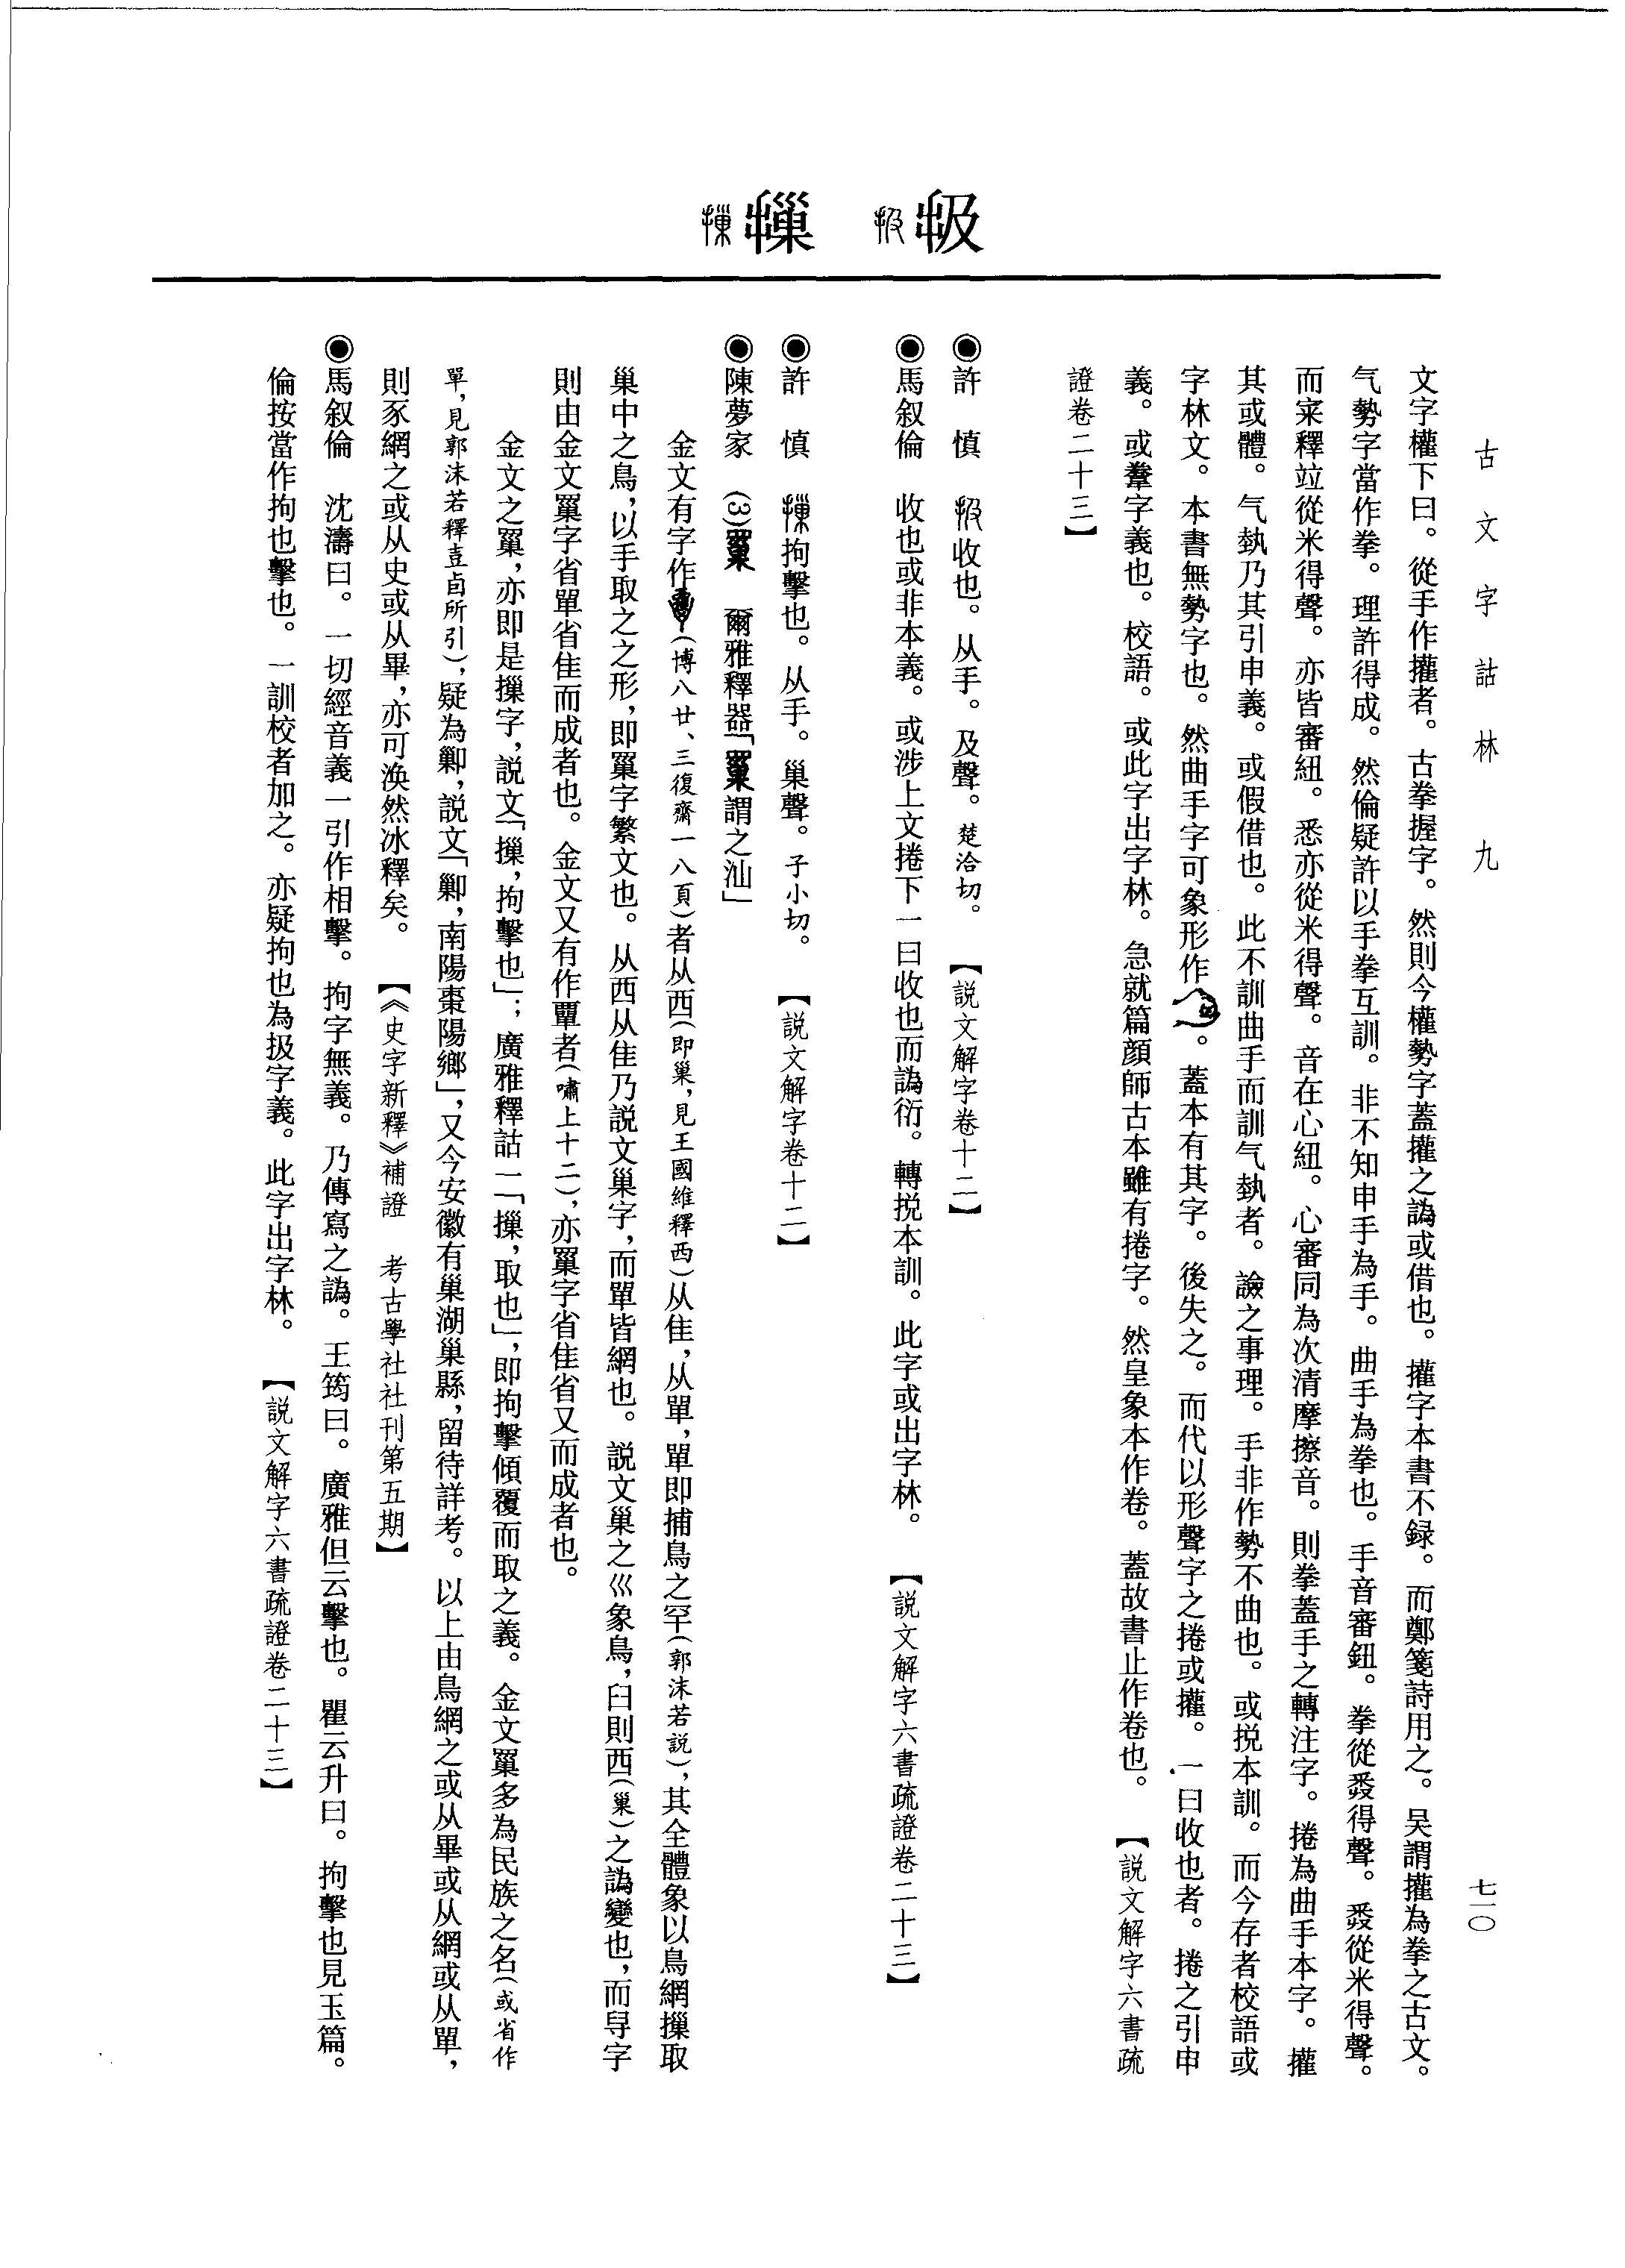 古文字詁林 九
七一〇
扱
摷
文字權下曰。從手作㩲者。古拳握字。然則今權勢字蓋㩲之譌或借也。㩲字本書不録。而鄭箋詩用之。吴謂㩲為拳之古文。
气勢字當作拳。理許得成。然倫疑許以手拳互訓。非不知申手為手。曲手為拳也。手音審鈕。拳從𢍏得聲。𢍏從米得聲。
而宷釋竝從米得聲。亦皆審紐。悉亦從米得聲。音在心紐。心審同為次清摩擦音。則拳蓋手之轉注字。捲為曲手本字。㩲
其或體。气埶乃其引申義。或假借也。此不訓曲手而訓气埶者。譣之事理。手非作勢不曲也。或捝本訓。而今存者校語或
字林文。本書無勢字也。然曲手字可象形作。蓋本有其字。後失之。而代以形聲字之捲或㩲。一曰收也者。捲之引申
義。或韏字義也。校語。或此字出字林。急就篇顔師古本雖有捲字。然皇象本作卷。蓋故書止作卷也。 【説文解字六書疏
證卷二十三】
◉許 慎 收也。从手。及聲。楚洽切。 【説文解字卷十二】
◉馬叙倫 收也或非本義。或涉上文捲下一曰收也而譌衍。轉捝本訓。此字或出字林。 【説文解字六書疏證卷二十三】
◉許 慎 拘擊也。从手。巢聲。子小切。 【説文解字卷十二】
◉陳夢家 (3)罺 爾雅釋器「罺謂之汕」
金文有字作(博八廿、三復齋一八頁)者从西(即巢,見王國維釋西)从隹,从單,單即捕鳥之罕(郭沫若説),其全體象以鳥網摷取
巢中之鳥,以手取之之形,即罺字繁文也。从西从隹乃説文巢字,而單皆網也。説文巢之巛象鳥,臼則西(巢)之譌變也,而㝵字
則由金文罺字省單省隹而成者也。金文又有作覃者(嘯上十二),亦罺字省隹省又而成者也。
金文之罺,亦即是摷字,説文「摷,拘擊也」;廣雅釋詁一「摷,取也」,即拘擊傾覆而取之義。金文罺多為民族之名(或省作
單,見郭沫若釋壴卣所引),疑為鄛,説文「鄛,南陽棗陽鄉」,又今安徽有巢湖巢縣,留待詳考。以上由鳥網之或从畢或从網或从單,
則豕網之或从史或从畢,亦可渙然冰釋矣。 【《史字新釋》補證 考古學社社刊第五期】
◉馬叙倫 沈濤曰。一切經音義一引作相擊。拘字無義。乃傳寫之譌。王筠曰。廣雅但云擊也。瞿云升曰。拘擊也見玉篇。
倫按當作拘也擊也。一訓校者加之。亦疑拘也為扱字義。此字出字林。 【説文解字六書疏證卷二十三】